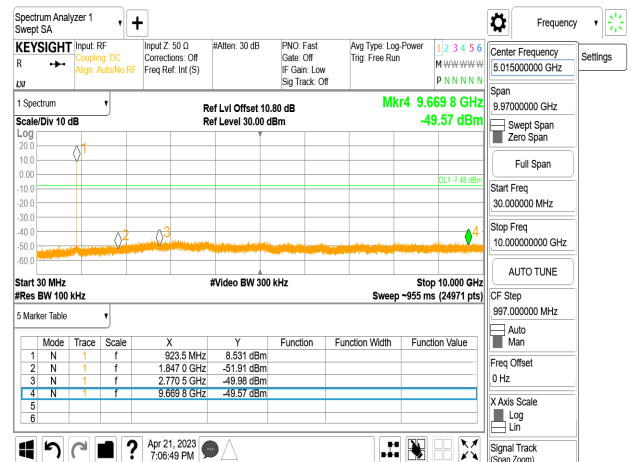 Spectrum Analyzer 1
Swept SA
Frequency
KEYSIGHT
R
LXI
Input: RF
Coupling: DC
Align: Auto/No RF
Input Z: 50 Ω
Corrections: Off
Freq Ref: Int (S)
#Atten: 30 dB
PNO: Fast
Gate: Off
IF Gain: Low
Sig Track: Off
Avg Type: Log-Power
Trig: Free Run
1 2 3 4 5 6
M W W W W W
P N N N N N
Center Frequency
5.015000000 GHz
Settings
Span
9.97000000 GHz
Swept Span
Zero Span
Full Span
Start Freq
30.000000 MHz
Stop Freq
10.000000000 GHz
AUTO TUNE
CF Step
997.000000 MHz
Auto
Man
Freq Offset
0 Hz
X Axis Scale
Log
Lin
Signal Track
(Span Zoom)
1 Spectrum
Scale/Div 10 dB
Ref Lvl Offset 10.80 dB
Ref Level 30.00 dBm
Mkr4 9.669 8 GHz
-49.57 dBm
Log
20.0
10.0
0.00
-10.0
-20.0
-30.0
-40.0
-50.0
-60.0
1
2
3
4
DL1 -7.48 dBm
Start 30 MHz
#Video BW 300 kHz
Stop 10.000 GHz
#Res BW 100 kHz
Sweep ~955 ms (24971 pts)
5 Marker Table
Mode Trace Scale X Y Function Function Width Function Value
1 N 1 f 923.5 MHz 8.531 dBm
2 N 1 f 1.847 0 GHz -51.91 dBm
3 N 1 f 2.770 5 GHz -49.98 dBm
4 N 1 f 9.669 8 GHz -49.57 dBm
5
6
?
Apr 21, 2023
7:06:49 PM